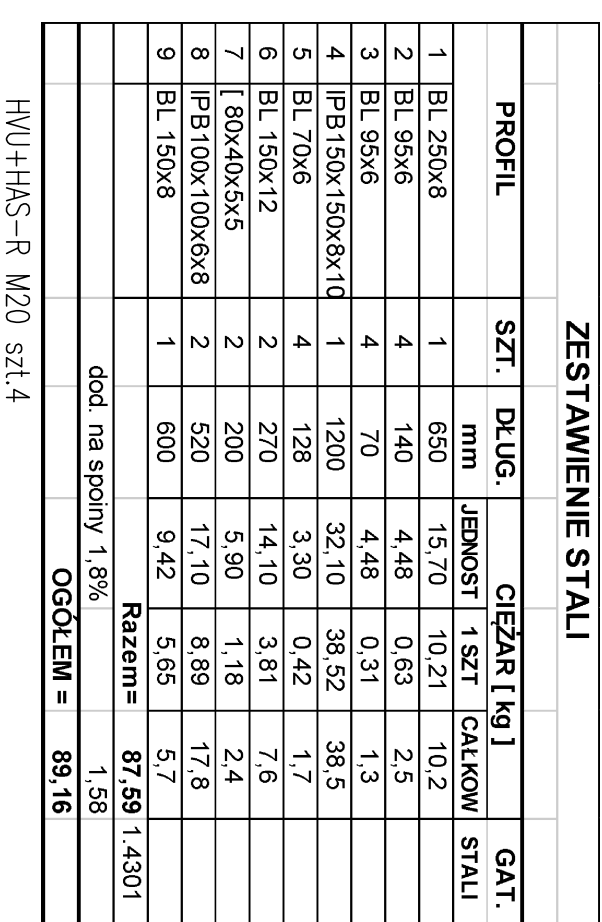 ZESTAWIENIE STALI
PROFIL SZT. DŁUG. CIĘŻAR [ kg ] GAT.
mm JEDNOST 1 SZT CAŁKOW STALI
1 BL 250x8 1 650 15,70 10,21 10,2
2 BL 95x6 4 140 4,48 0,63 2,5
3 BL 95x6 4 70 4,48 0,31 1,3
4 IPB150x150x8x10 1 1200 32,10 38,52 38,5
5 BL 70x6 4 128 3,30 0,42 1,7
6 BL 150x12 2 270 14,10 3,81 7,6
7 [ 80x40x5x5 2 200 5,90 1,18 2,4
8 IPB100x100x6x8 2 520 17,10 8,89 17,8
9 BL 150x8 1 600 9,42 5,65 5,7
Razem= 87,59 1.4301
dod. na spoiny 1,8% 1,58
OGÓŁEM = 89,16
HVU+HAS-R M20 szt.4